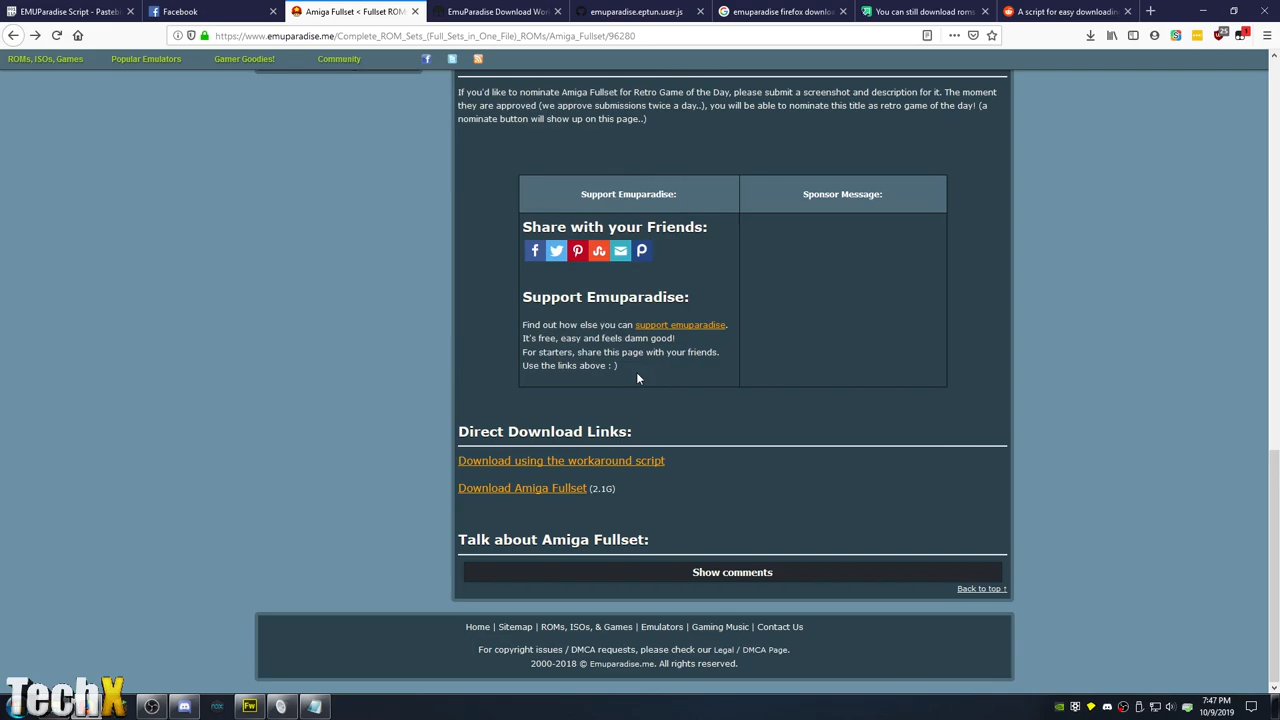 EMUParadise Script - Pastebi
Facebook
Amiga Fullset < Fullset ROM
EmuParadise Download Wor
emuparadise.eptun.user.js
emuparadise firefox downlo
You can still download roms
A script for easy downloadin
https://www.emuparadise.me/Complete_ROM_Sets_(Full_Sets_in_One_File)_ROMs/Amiga_Fullset/96280
ROMs, ISOs, Games
Popular Emulators
Gamer Goodies!
Community
If you'd like to nominate Amiga Fullset for Retro Game of the Day, please submit a screenshot and description for it. The moment
they are approved (we approve submissions twice a day..), you will be able to nominate this title as retro game of the day! (a
nominate button will show up on this page..)
Support Emuparadise:
Sponsor Message:
Share with your Friends:
Support Emuparadise:
Find out how else you can support emuparadise.
It's free, easy and feels damn good!
For starters, share this page with your friends.
Use the links above : )
Direct Download Links:
Download using the workaround script
Download Amiga Fullset (2.1G)
Talk about Amiga Fullset:
Show comments
Back to top ↑
Home | Sitemap | ROMs, ISOs, & Games | Emulators | Gaming Music | Contact Us
For copyright issues / DMCA requests, please check our Legal / DMCA Page.
2000-2018 © Emuparadise.me. All rights reserved.
TechX
Fw
7:47 PM
10/9/2019